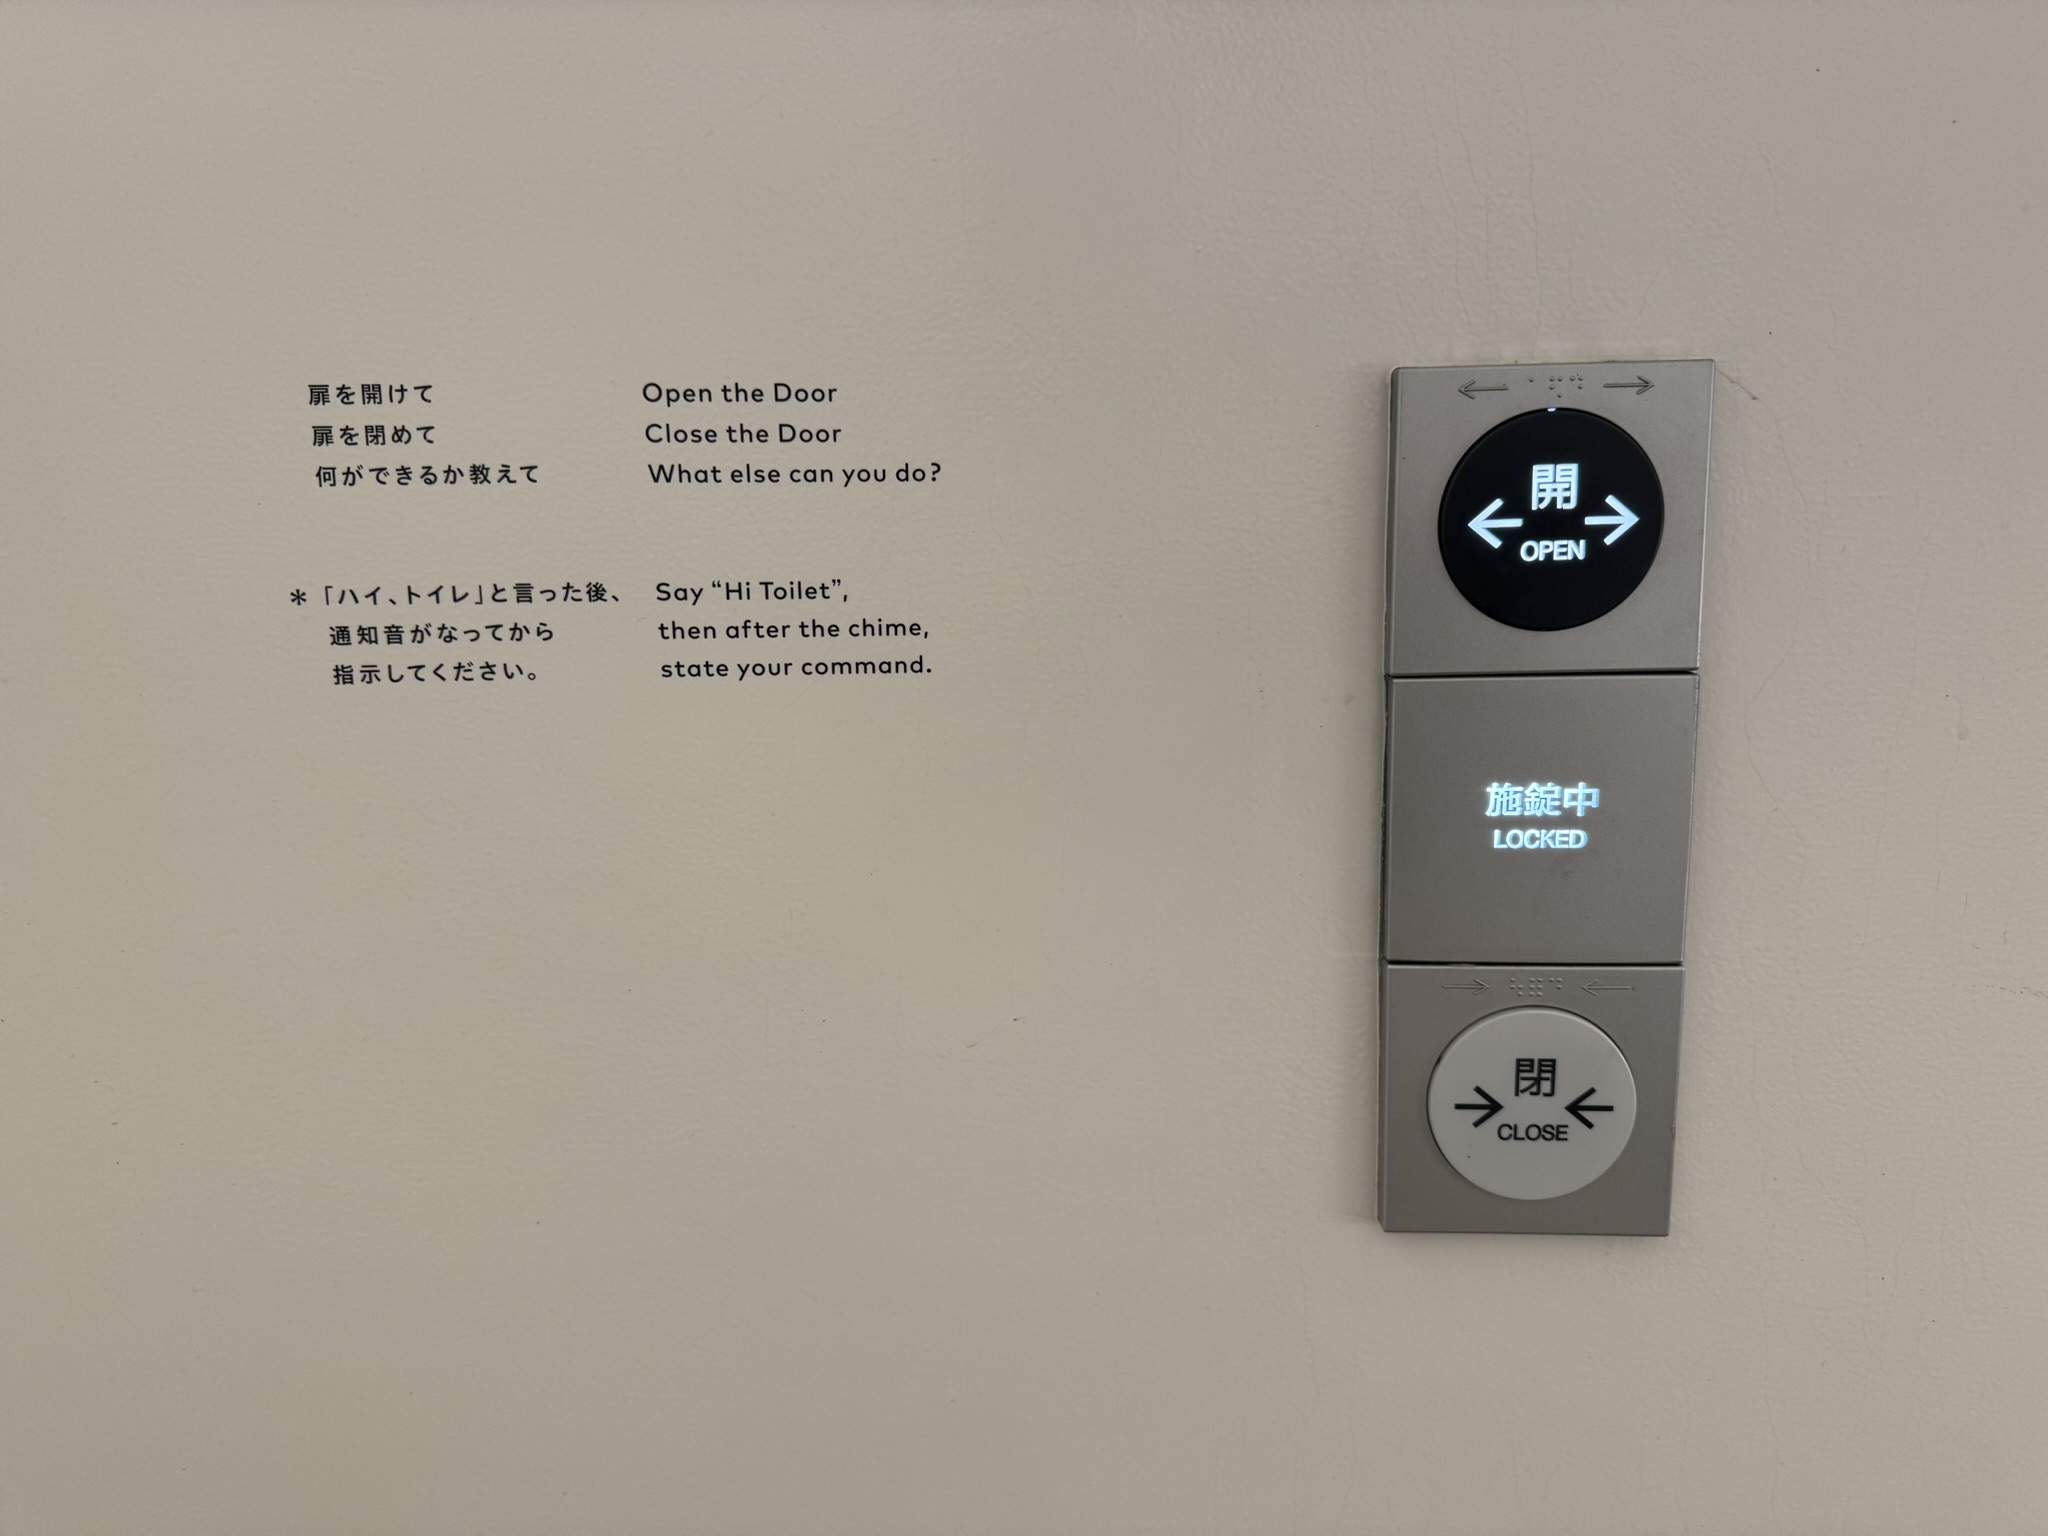 扉を開けて
扉を閉めて
何ができるか教えて
Open the Door
Close the Door
What else can you do?
＊「ハイ、トイレ」と言った後、
通知音がなってから
指示してください。
Say “Hi Toilet”,
then after the chime,
state your command.
開
← →
OPEN
施錠中
LOCKED
閉
→ ←
CLOSE